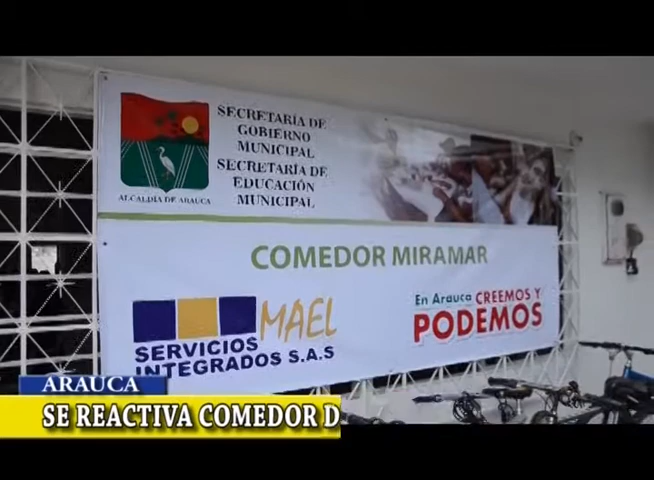 SECRETARÍA DE
GOBIERNO
MUNICIPAL
SECRETARÍA DE
EDUCACIÓN
MUNICIPAL
ALCALDIA DE ARAUCA
COMEDOR MIRAMAR
MAEL
SERVICIOS
INTEGRADOS S.A.S
En Arauca CREEMOS Y
PODEMOS
ARAUCA
SE REACTIVA COMEDOR D